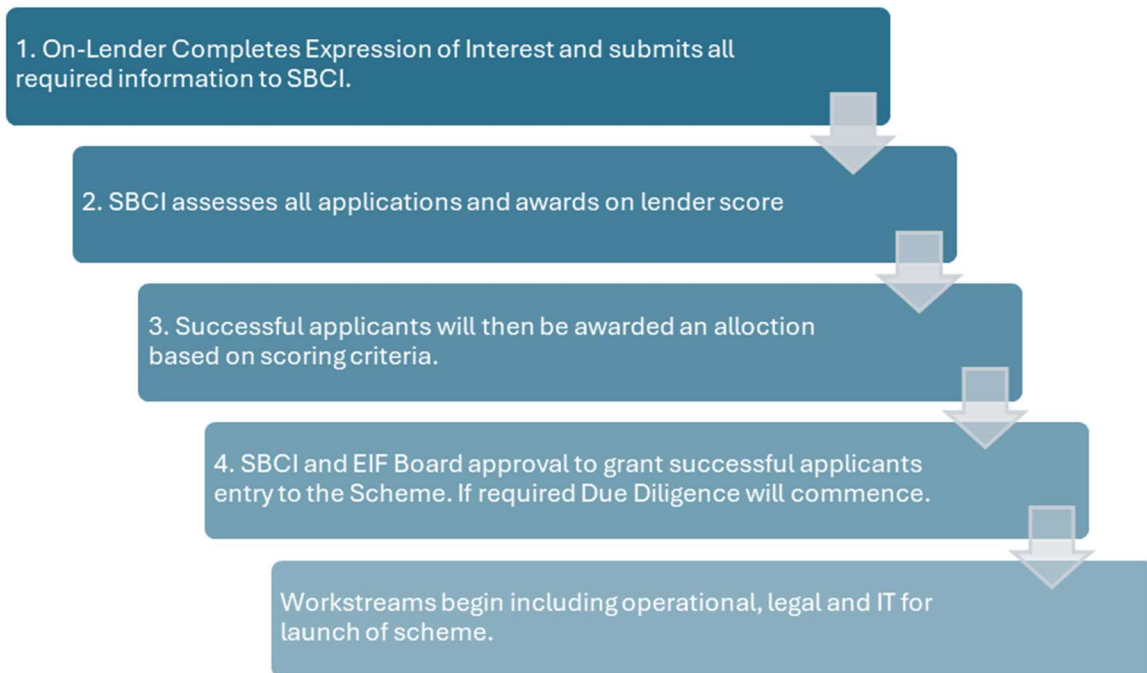 1. On-Lender Completes Expression of Interest and submits all
required information to SBCI.
2. SBCI assesses all applications and awards on lender score
3. Successful applicants will then be awarded an alloction
based on scoring criteria.
4. SBCI and EIF Board approval to grant successful applicants
entry to the Scheme. If required Due Diligence will commence.
Workstreams begin including operational, legal and IT for
launch of scheme.